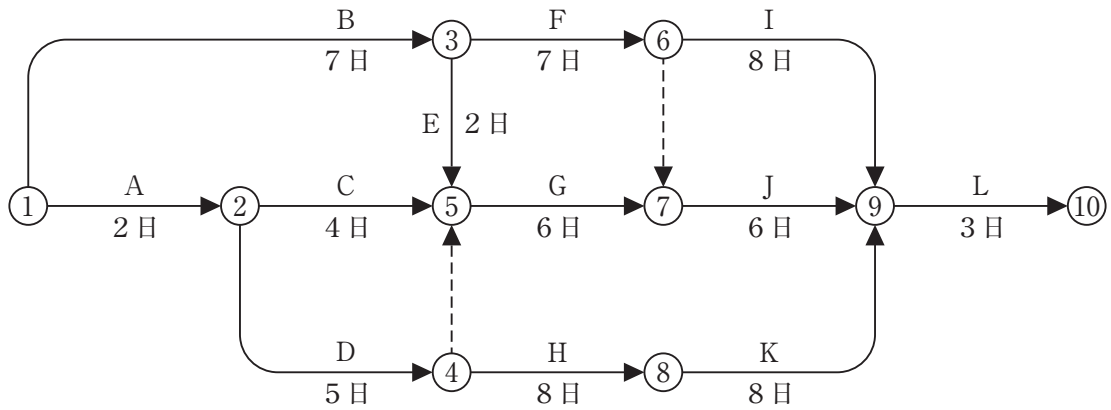 B F I
③ ⑥
7日 7日 8日
E 2日
A C G J L
① ② ⑤ ⑦ ⑨ ⑩
2日 4日 6日 6日 3日
D H K
④ ⑧
5日 8日 8日